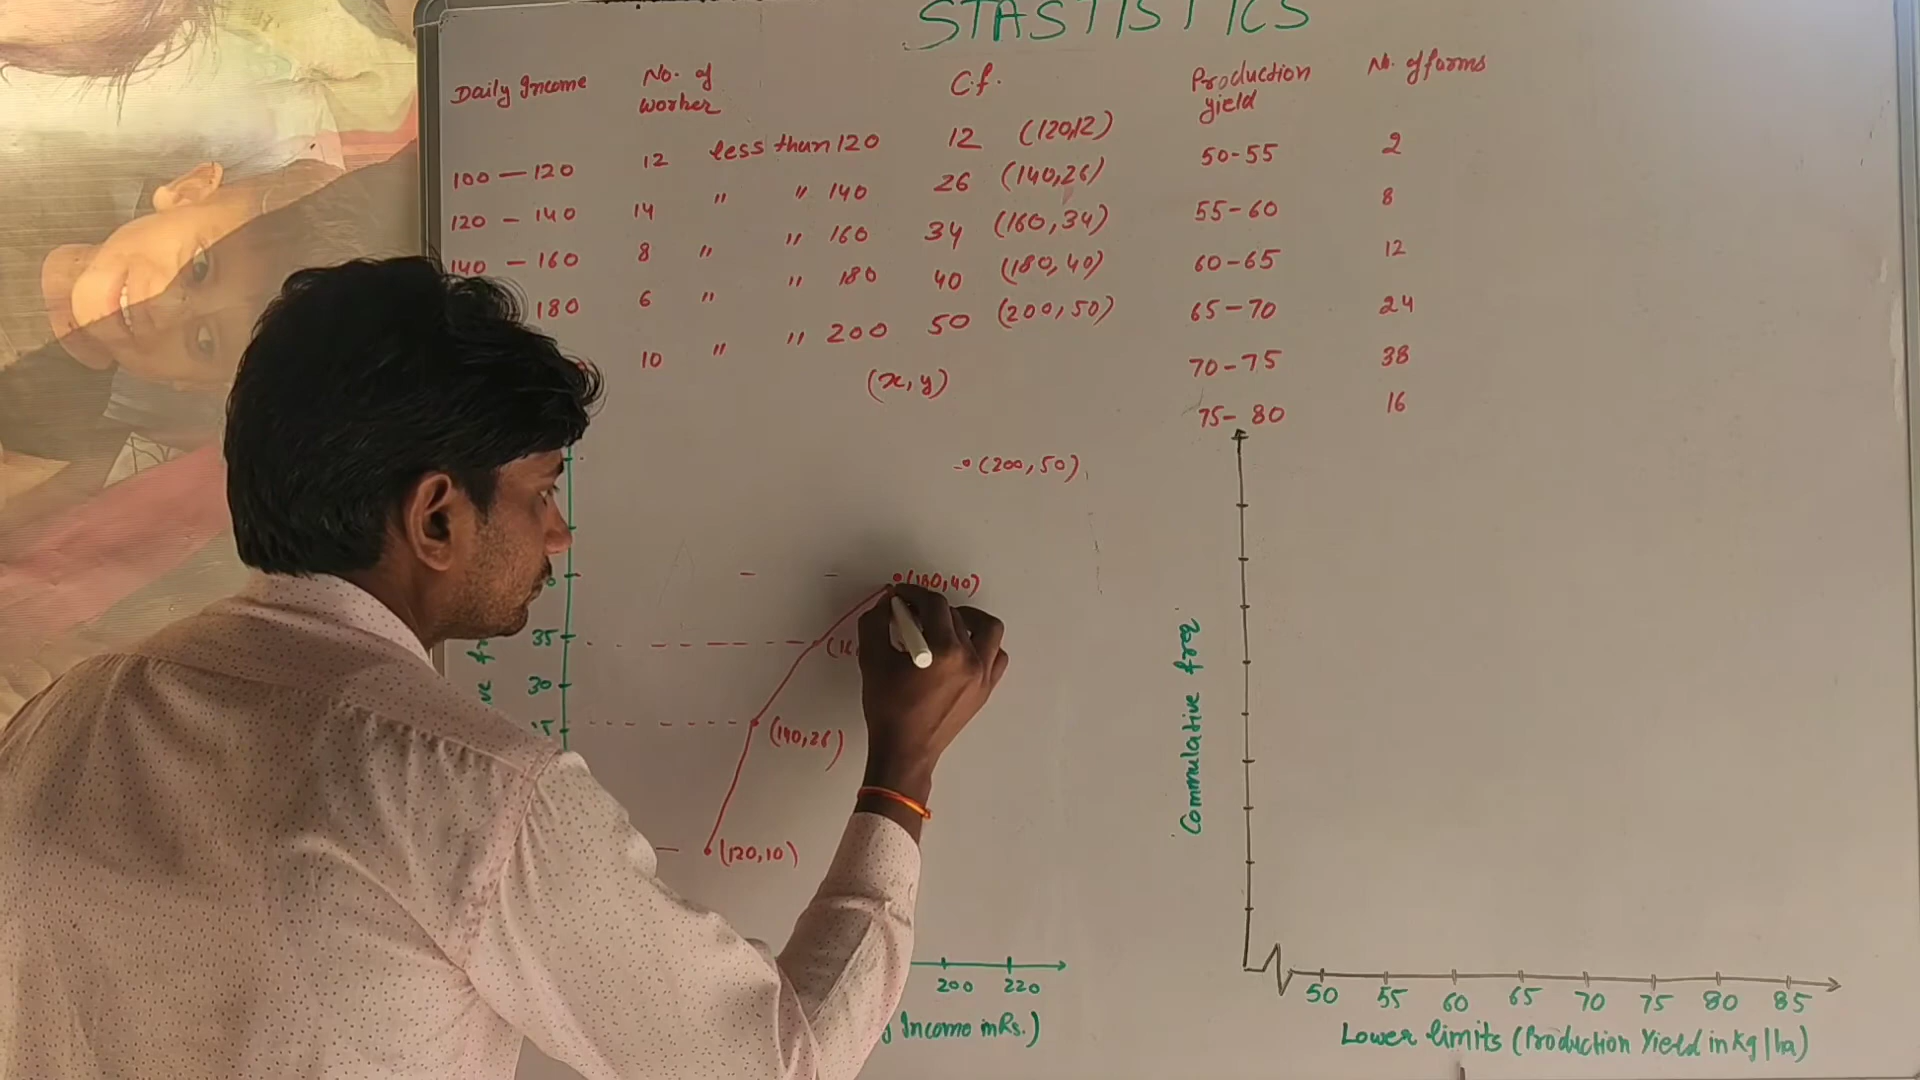 STASTISTICS
Daily Income No. of worker C.f.
100 — 120 12 less than 120 12 (120,12)
120 - 140 14 " " 140 26 (140,26)
140 - 160 8 " " 160 34 (160,34)
180 6 " " 180 40 (180,40)
10 " " 200 50 (200,50)
(x,y)
Production yield No. of forms
50-55 2
55-60 8
60-65 12
65-70 24
70-75 38
75-80 16
(200,50)
(180,40)
35
30
(140,26)
(120,10)
200 220
Income in Rs.)
Commulative freq
50 55 60 65 70 75 80 85
Lower limits (Production Yield in kg|ha)